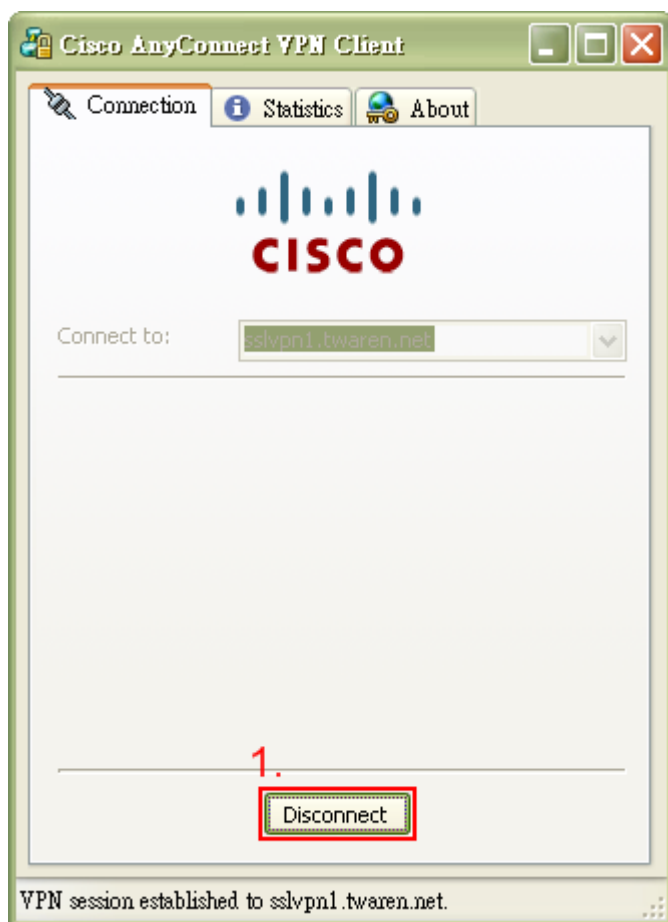 Cisco AnyConnect VPN Client
Connection
Statistics
About
CISCO
Connect to:
sslvpn1.twaren.net
1.
Disconnect
VPN session established to sslvpn1.twaren.net.